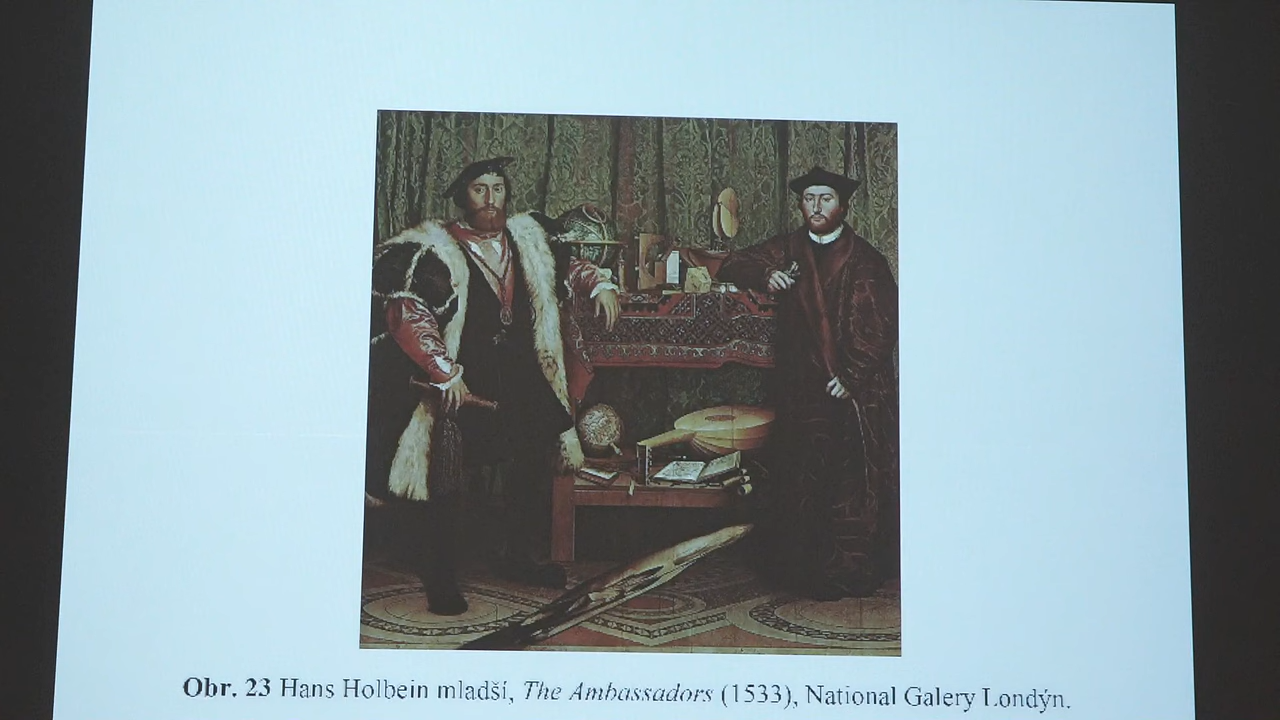 Obr. 23 Hans Holbein mladší, The Ambassadors (1533), National Galery Londýn.